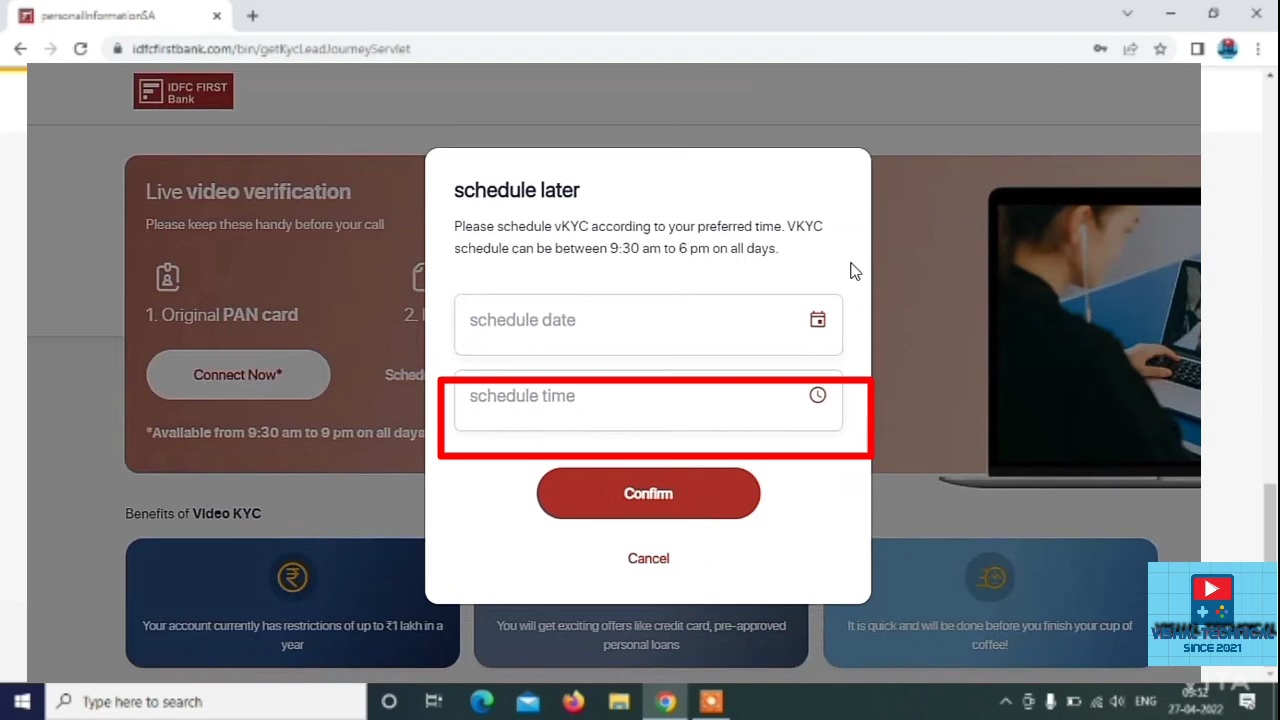 personalInformationSA
idfcfirstbank.com/bin/getKycLeadJourneyServlet
IDFC FIRST
Bank
Live video verification
Please keep these handy before your call
1. Original PAN card
2.
Connect Now*
Sched
*Available from 9:30 am to 9 pm on all days
schedule later
Please schedule vKYC according to your preferred time. VKYC
schedule can be between 9:30 am to 6 pm on all days.
schedule date
schedule time
Confirm
Cancel
Benefits of Video KYC
Your account currently has restrictions of up to ₹1 lakh in a
year
will get exciting offers like credit card, pre-approved
personal loans
It is quick and will be done before you finish your cup of
coffee!
VISHAL TECHNICAL
SINCE 2021
Type here to search
ENG
09:52
27-04-2022